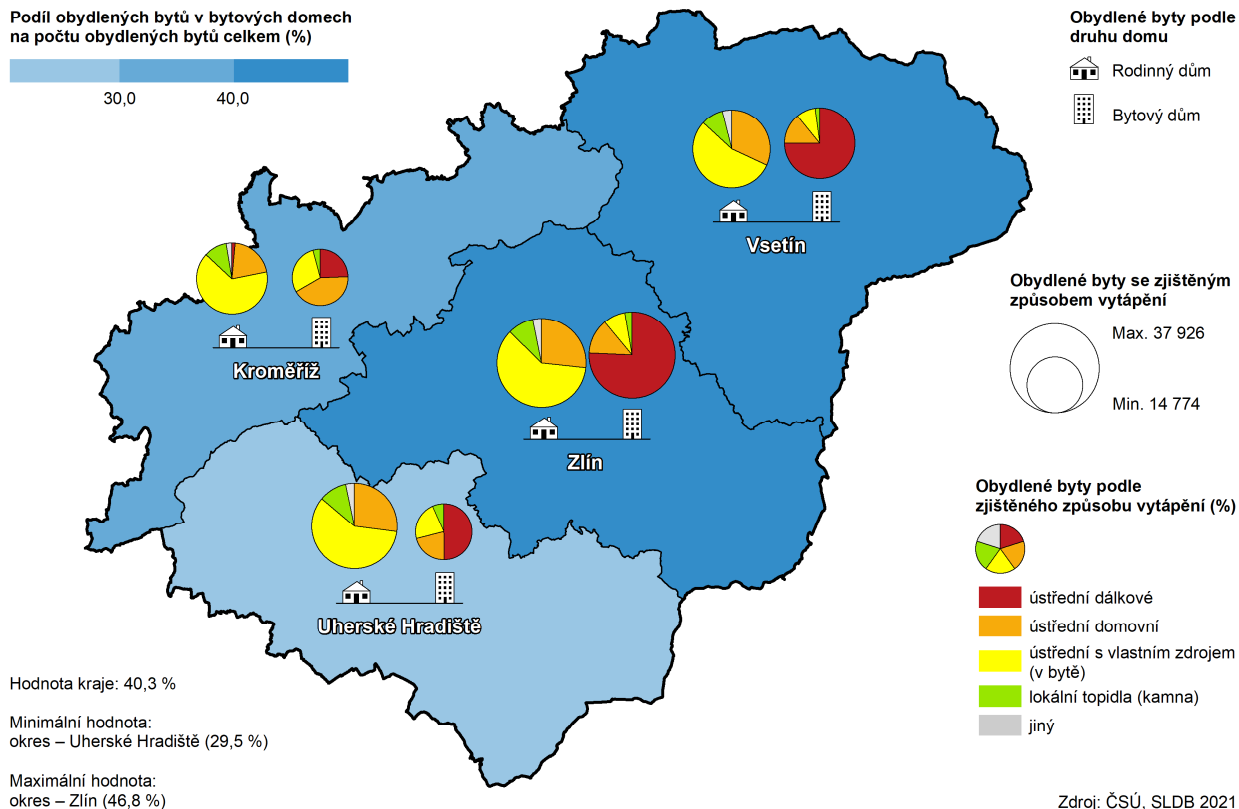 Podíl obydlených bytů v bytových domech
na počtu obydlených bytů celkem (%)
30,0
40,0
Obydlené byty podle
druhu domu
Rodinný dům
Bytový dům
Vsetín
Kroměříž
Zlín
Uherské Hradiště
Obydlené byty se zjištěným
způsobem vytápění
Max. 37 926
Min. 14 774
Obydlené byty podle
zjištěného způsobu vytápění (%)
ústřední dálkové
ústřední domovní
ústřední s vlastním zdrojem
(v bytě)
lokální topidla (kamna)
jiný
Hodnota kraje: 40,3 %
Minimální hodnota:
okres – Uherské Hradiště (29,5 %)
Maximální hodnota:
okres – Zlín (46,8 %)
Zdroj: ČSÚ, SLDB 2021